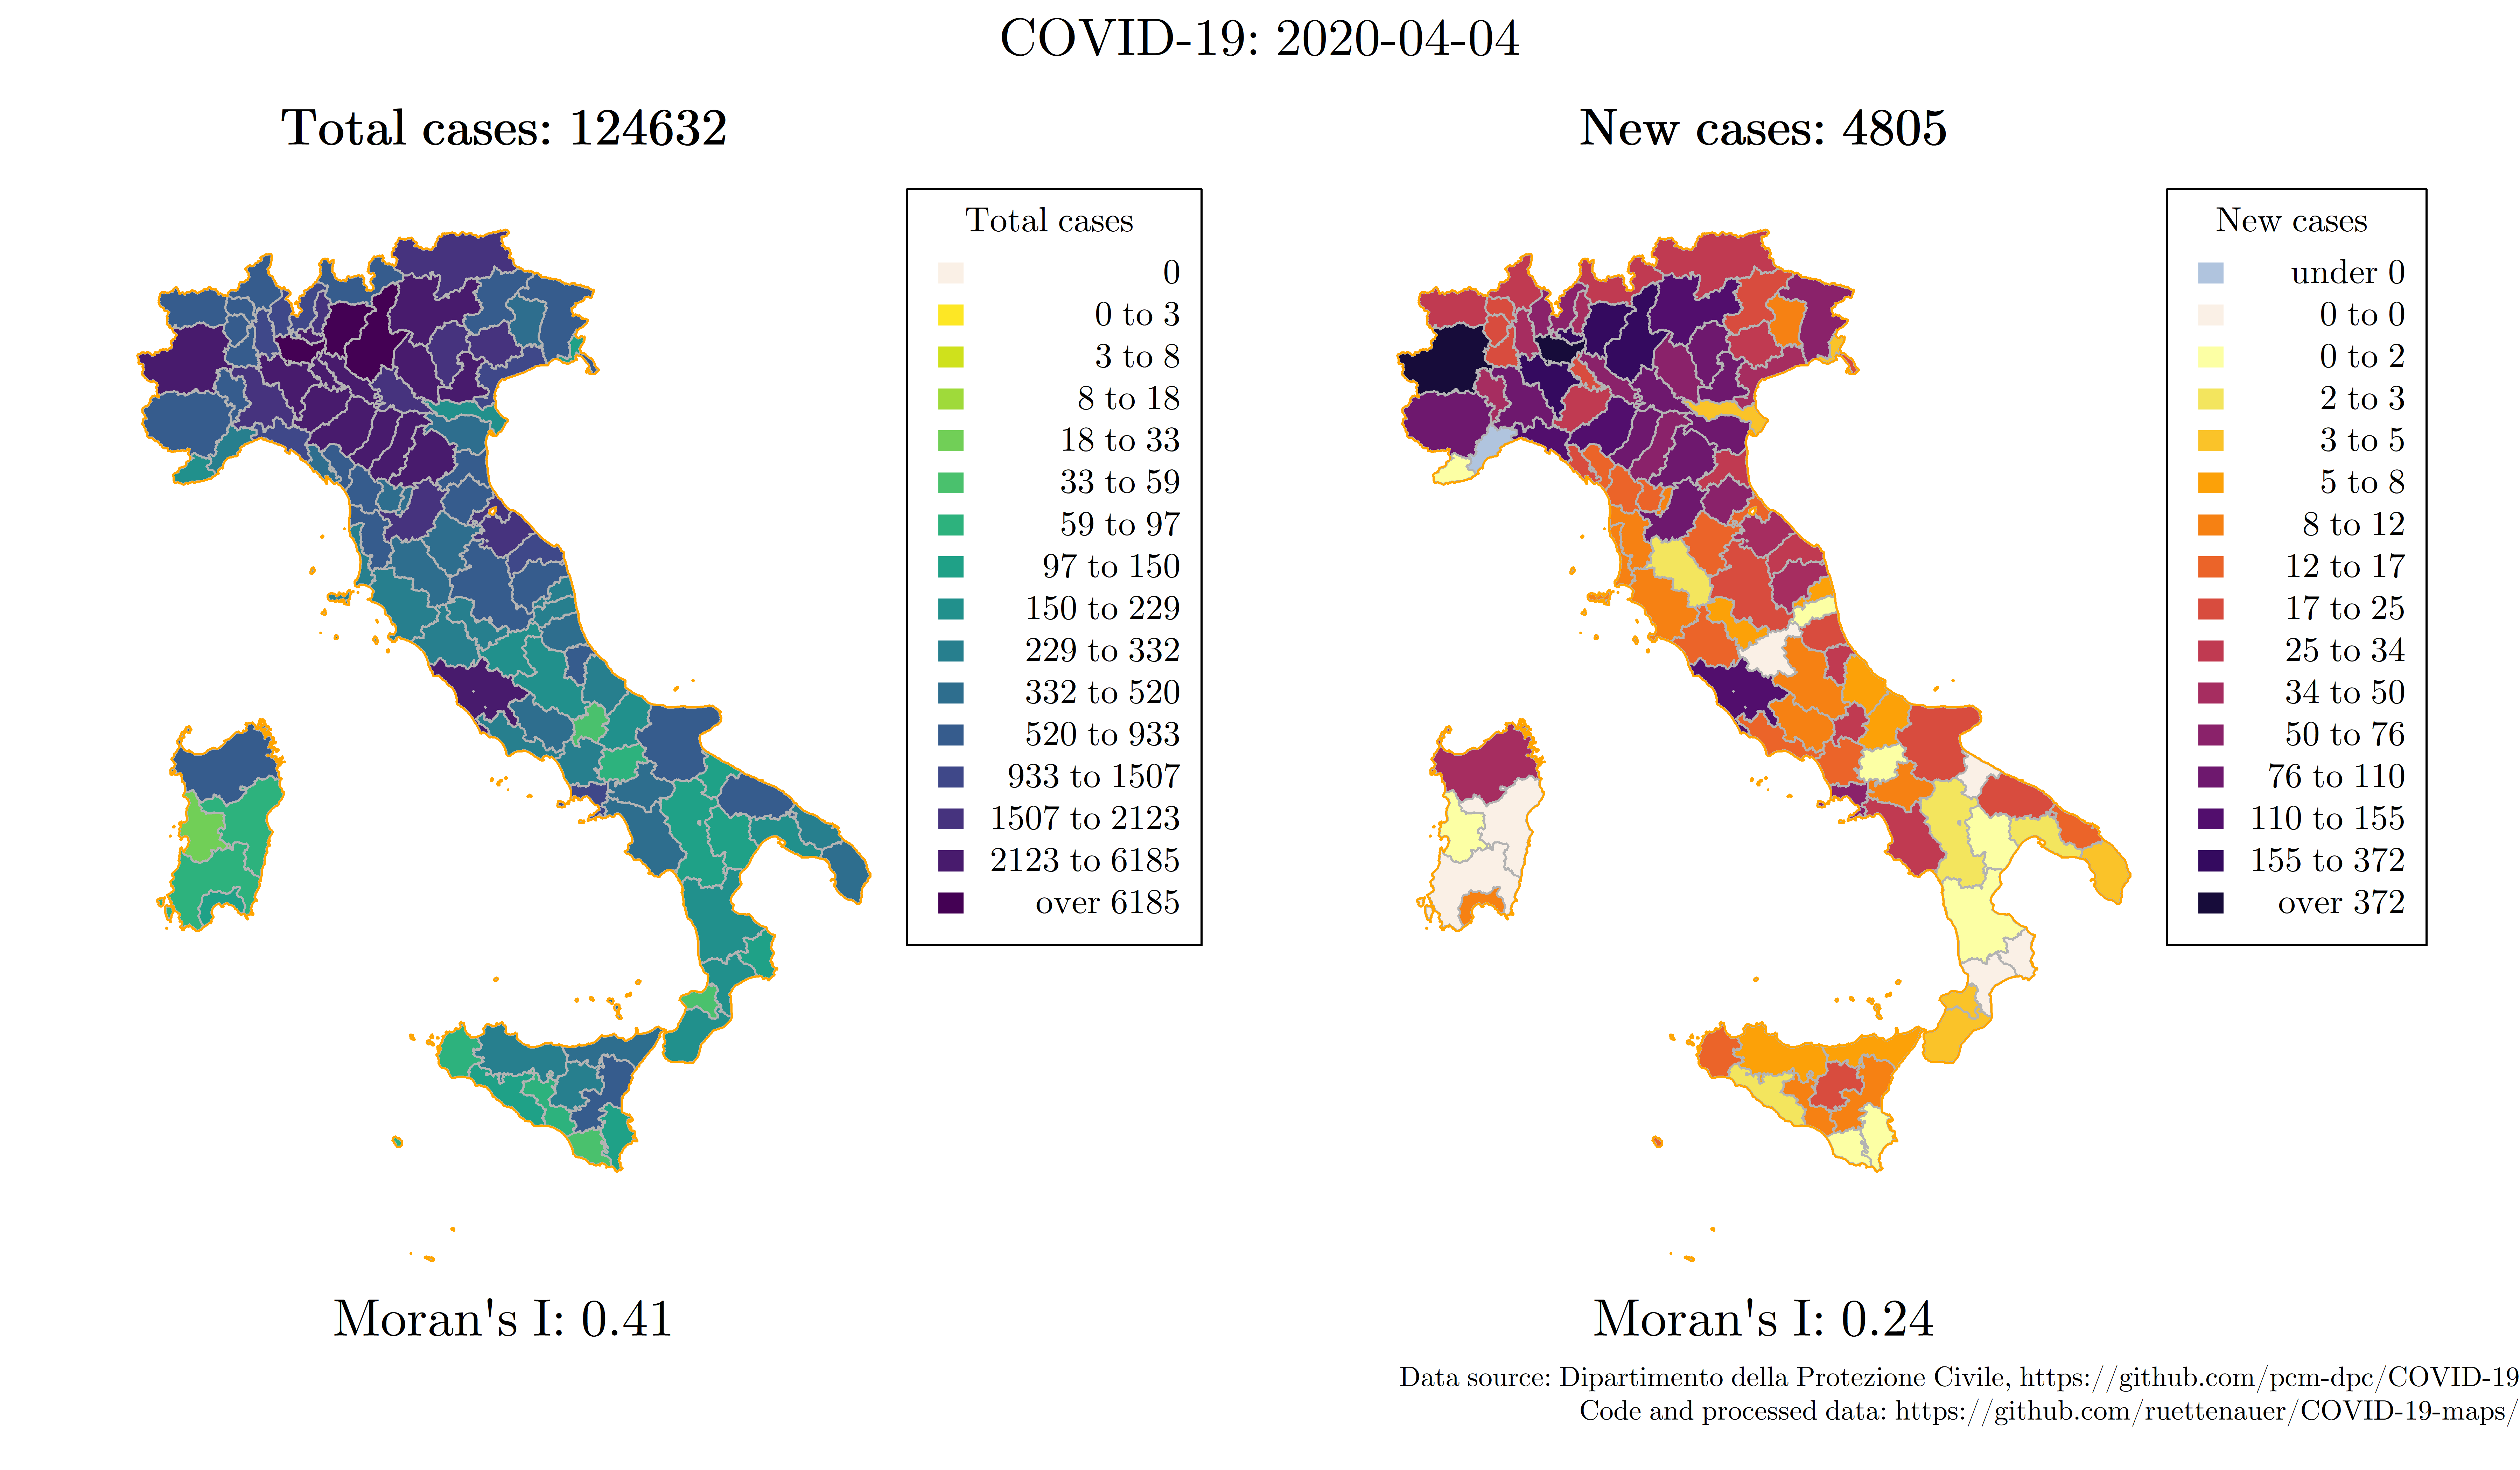 COVID-19: 2020-04-04
Total cases: 124632
Total cases
0
0 to 3
3 to 8
8 to 18
18 to 33
33 to 59
59 to 97
97 to 150
150 to 229
229 to 332
332 to 520
520 to 933
933 to 1507
1507 to 2123
2123 to 6185
over 6185
Moran's I: 0.41
New cases: 4805
New cases
under 0
0 to 0
0 to 2
2 to 3
3 to 5
5 to 8
8 to 12
12 to 17
17 to 25
25 to 34
34 to 50
50 to 76
76 to 110
110 to 155
155 to 372
over 372
Moran's I: 0.24
Data source: Dipartimento della Protezione Civile, https://github.com/pcm-dpc/COVID-19
Code and processed data: https://github.com/ruettenauer/COVID-19-maps/